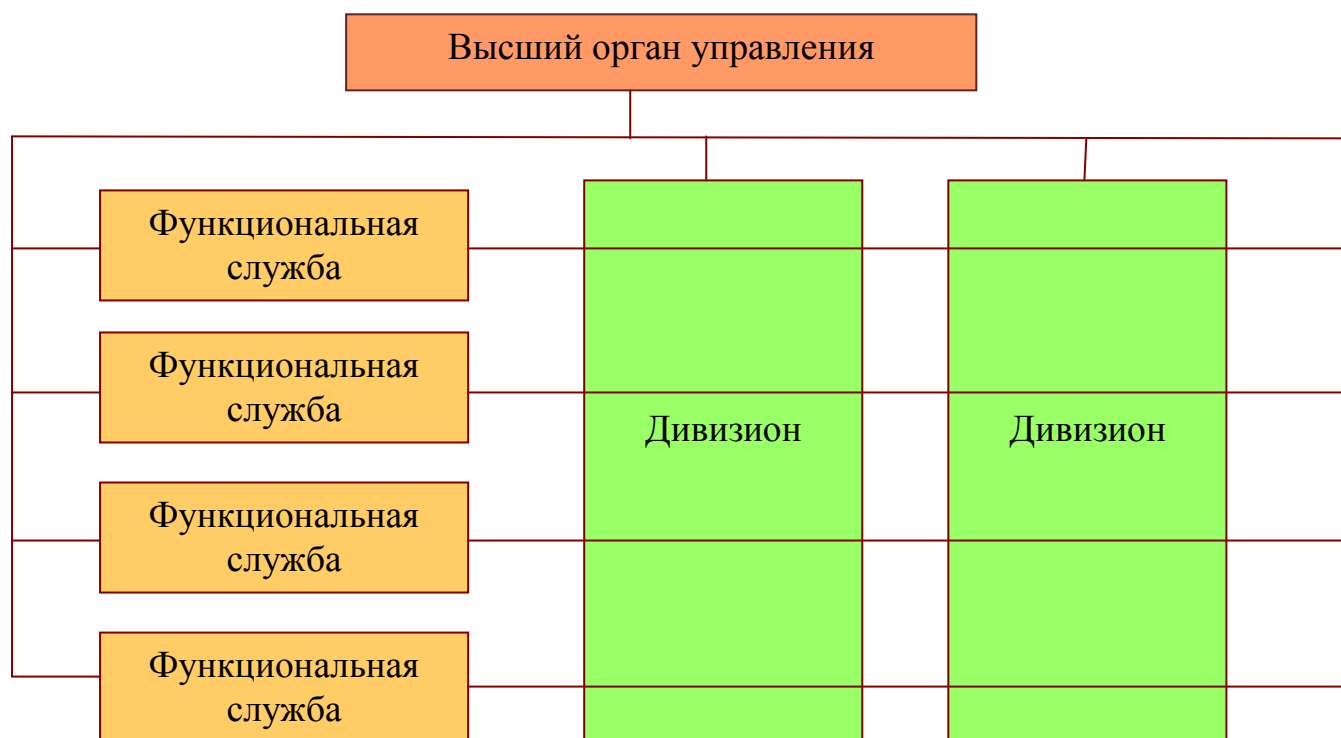 Высший орган управления
Функциональная
служба
Функциональная
служба
Дивизион
Дивизион
Функциональная
служба
Функциональная
служба